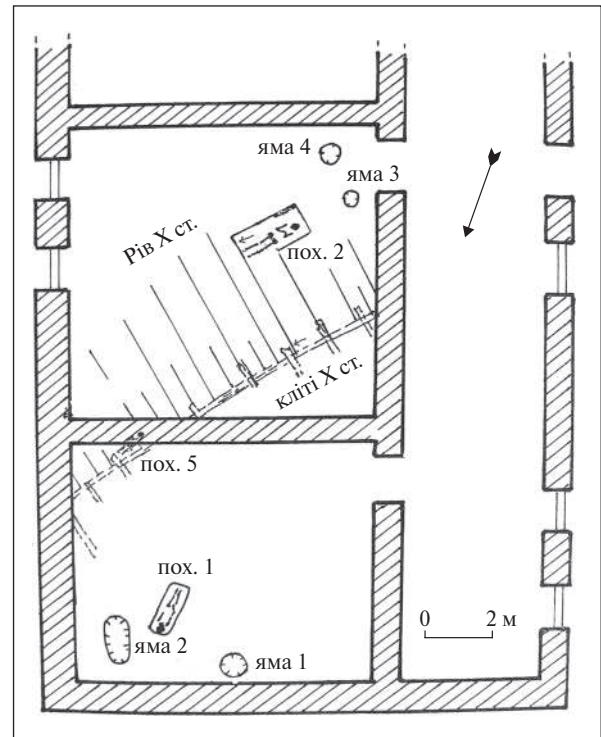 яма 4
яма 3
Рів X ст.
пох. 2
кліті X ст.
пох. 5
пох. 1
яма 2
яма 1
0 2 м